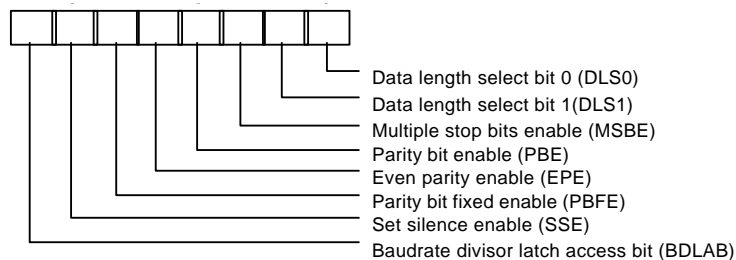 Data length select bit 0 (DLS0)
Data length select bit 1(DLS1)
Multiple stop bits enable (MSBE)
Parity bit enable (PBE)
Even parity enable (EPE)
Parity bit fixed enable (PBFE)
Set silence enable (SSE)
Baudrate divisor latch access bit (BDLAB)